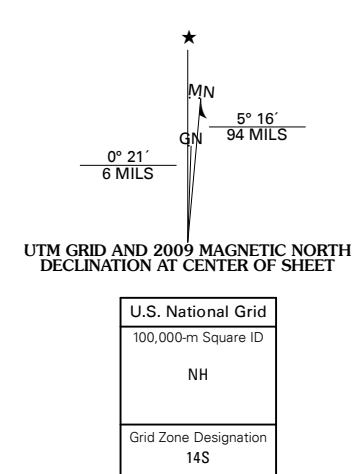 ★
MN
5° 16´
94 MILS
GN
0° 21´
6 MILS
UTM GRID AND 2009 MAGNETIC NORTH
DECLINATION AT CENTER OF SHEET
U.S. National Grid
100,000-m Square ID
NH
Grid Zone Designation
14S